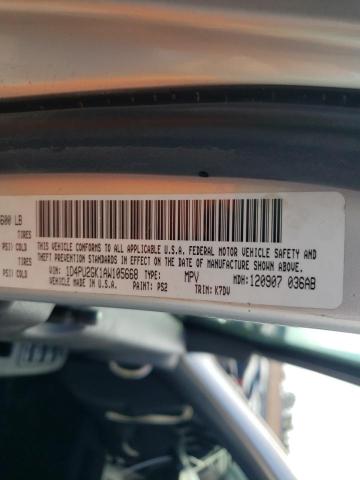 600 LB
TIRES
PSI) COLD
TIRES
PSI) COLD
THIS VEHICLE CONFORMS TO ALL APPLICABLE U.S.A. FEDERAL MOTOR VEHICLE SAFETY AND
THEFT PREVENTION STANDARDS IN EFFECT ON THE DATE OF MANUFACTURE SHOWN ABOVE.
VIN: 1D4PU2GK1AW105668 TYPE: MPV MDH: 120907 036AB
VEHICLE MADE IN U.S.A. PAINT: PS2 TRIM: K7DV